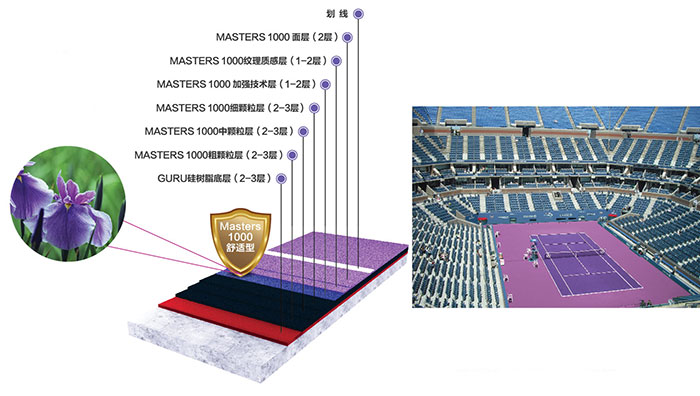 划 线
MASTERS 1000 面层（2层）
MASTERS 1000纹理质感层（1-2层）
MASTERS 1000 加强技术层（1-2层）
MASTERS 1000细颗粒层（2-3层）
MASTERS 1000中颗粒层（2-3层）
MASTERS 1000粗颗粒层（2-3层）
GURU硅树脂底层（2-3层）
Masters
1000
舒适型